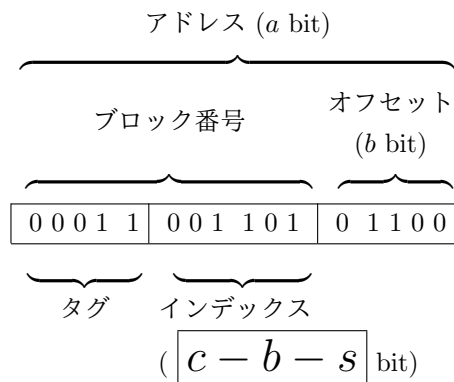 アドレス (a bit)
ブロック番号
オフセット
(b bit)
0 0 0 1 1 0 0 1 1 0 1 0 1 1 0 0
タグ
インデックス
( c − b − s bit)